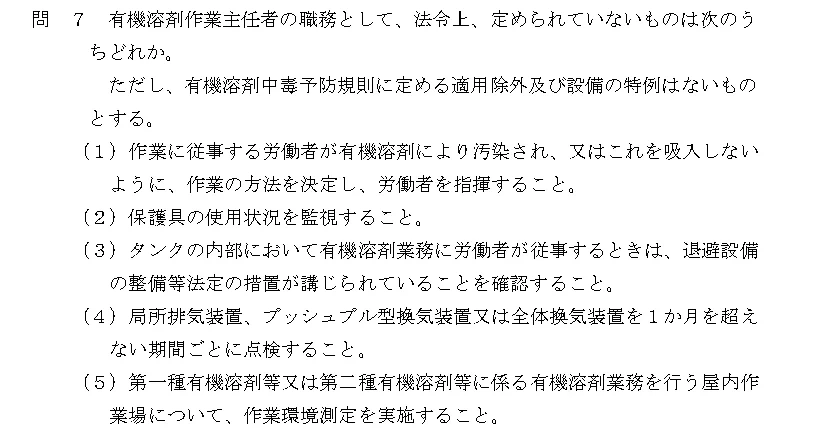 問　７　有機溶剤作業主任者の職務として、法令上、定められていないものは次のう
ちどれか。
ただし、有機溶剤中毒予防規則に定める適用除外及び設備の特例はないもの
とする。
（１）作業に従事する労働者が有機溶剤により汚染され、又はこれを吸入しない
ように、作業の方法を決定し、労働者を指揮すること。
（２）保護具の使用状況を監視すること。
（３）タンクの内部において有機溶剤業務に労働者が従事するときは、退避設備
の整備等法定の措置が講じられていることを確認すること。
（４）局所排気装置、プッシュプル型換気装置又は全体換気装置を１か月を超え
ない期間ごとに点検すること。
（５）第一種有機溶剤等又は第二種有機溶剤等に係る有機溶剤業務を行う屋内作
業場について、作業環境測定を実施すること。